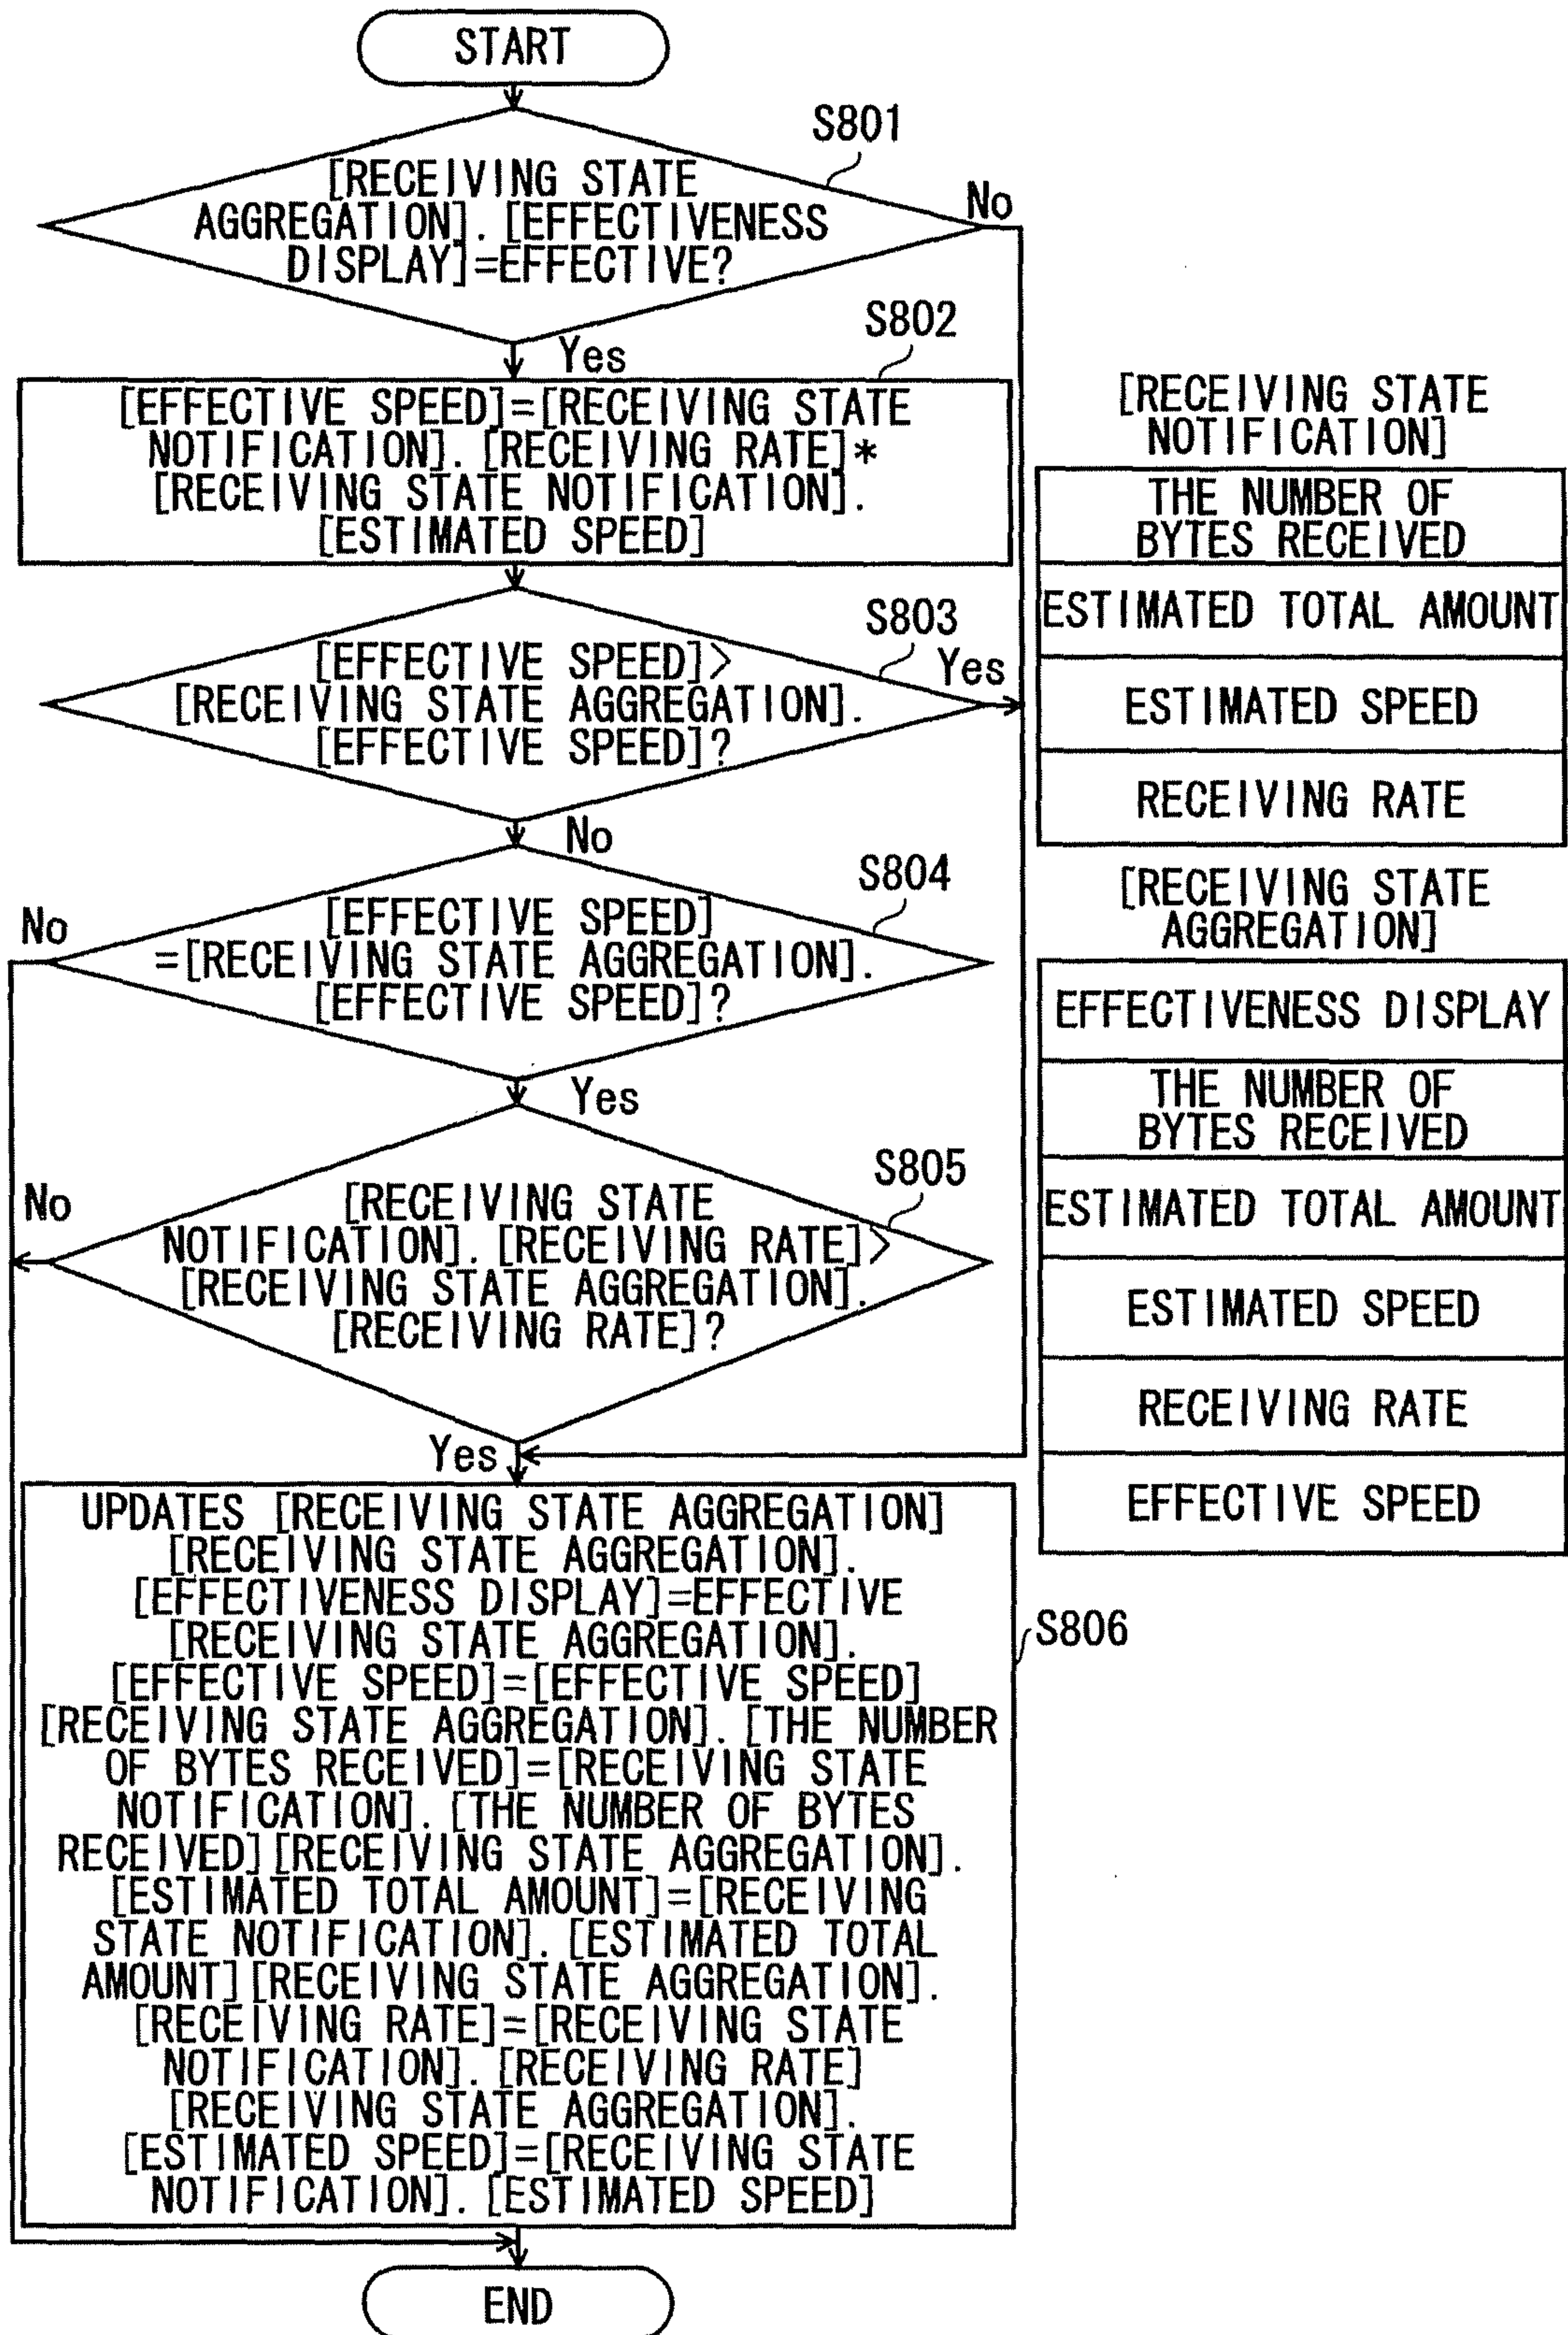 START
S801
[RECEIVING STATE
AGGREGATION]. [EFFECTIVENESS
DISPLAY]=EFFECTIVE?
No
Yes
S802
[EFFECTIVE SPEED]=[RECEIVING STATE
NOTIFICATION]. [RECEIVING RATE]*
[RECEIVING STATE NOTIFICATION].
[ESTIMATED SPEED]
S803
[EFFECTIVE SPEED]>
[RECEIVING STATE AGGREGATION].
[EFFECTIVE SPEED]?
Yes
No
S804
[EFFECTIVE SPEED]
=[RECEIVING STATE AGGREGATION].
[EFFECTIVE SPEED]?
No
Yes
S805
[RECEIVING STATE
NOTIFICATION]. [RECEIVING RATE]>
[RECEIVING STATE AGGREGATION].
[RECEIVING RATE]?
No
Yes
UPDATES [RECEIVING STATE AGGREGATION]
[RECEIVING STATE AGGREGATION].
[EFFECTIVENESS DISPLAY]=EFFECTIVE
[RECEIVING STATE AGGREGATION].
[EFFECTIVE SPEED]=[EFFECTIVE SPEED]
[RECEIVING STATE AGGREGATION]. [THE NUMBER
OF BYTES RECEIVED]=[RECEIVING STATE
NOTIFICATION]. [THE NUMBER OF BYTES
RECEIVED][RECEIVING STATE AGGREGATION].
[ESTIMATED TOTAL AMOUNT]=[RECEIVING
STATE NOTIFICATION]. [ESTIMATED TOTAL
AMOUNT][RECEIVING STATE AGGREGATION].
[RECEIVING RATE]=[RECEIVING STATE
NOTIFICATION]. [RECEIVING RATE]
[RECEIVING STATE AGGREGATION].
[ESTIMATED SPEED]=[RECEIVING STATE
NOTIFICATION]. [ESTIMATED SPEED]
S806
END
[RECEIVING STATE
NOTIFICATION]
THE NUMBER OF
BYTES RECEIVED
ESTIMATED TOTAL AMOUNT
ESTIMATED SPEED
RECEIVING RATE
[RECEIVING STATE
AGGREGATION]
EFFECTIVENESS DISPLAY
THE NUMBER OF
BYTES RECEIVED
ESTIMATED TOTAL AMOUNT
ESTIMATED SPEED
RECEIVING RATE
EFFECTIVE SPEED